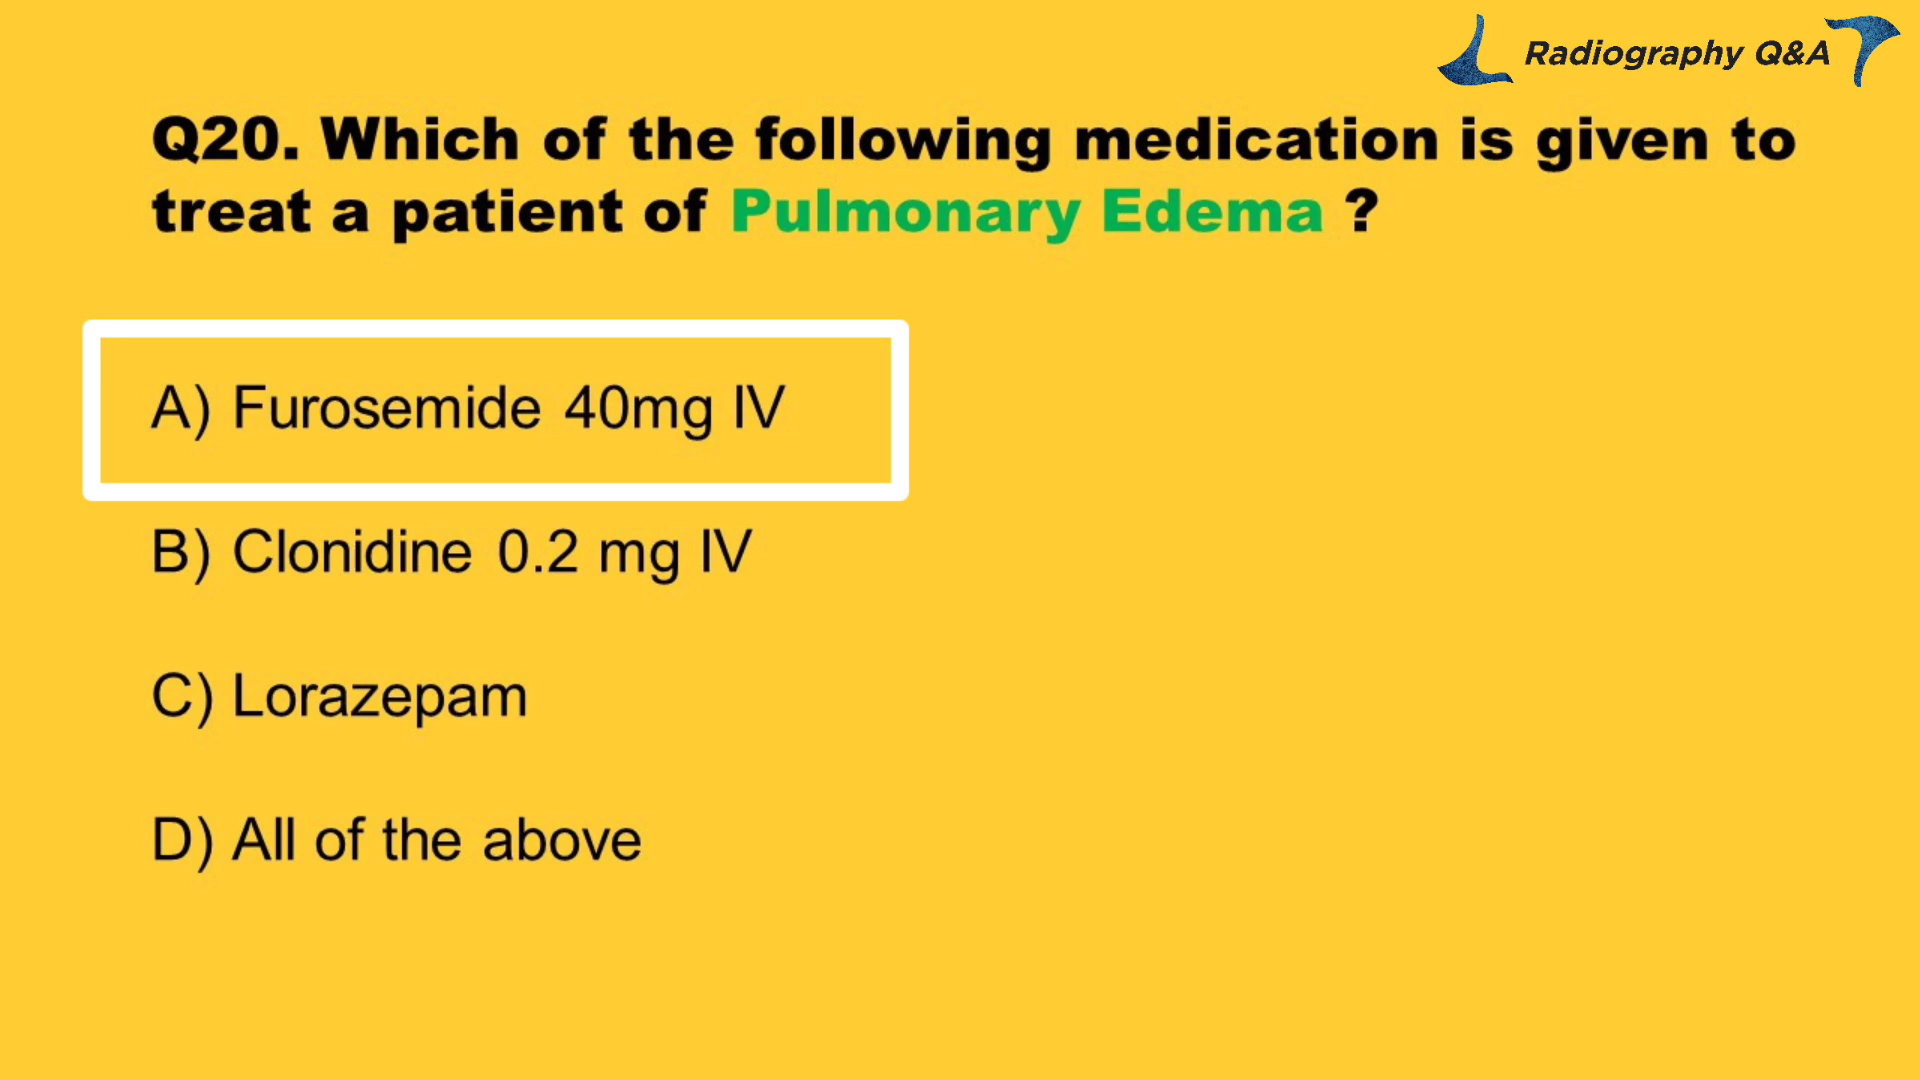 Radiography Q&A
Q20. Which of the following medication is given to
treat a patient of Pulmonary Edema ?
A) Furosemide 40mg IV
B) Clonidine 0.2 mg IV
C) Lorazepam
D) All of the above